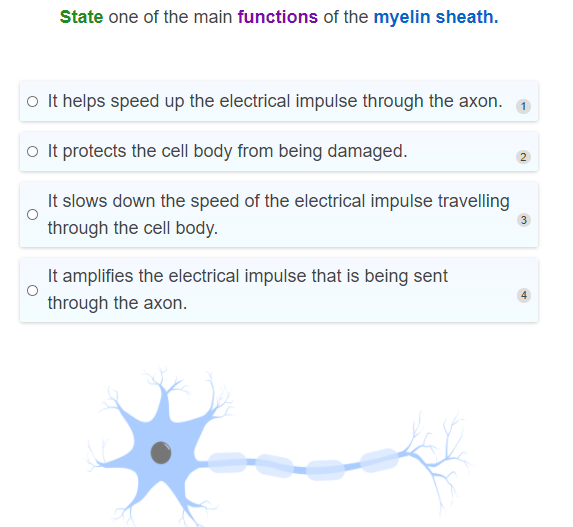 State one of the main functions of the myelin sheath.
It helps speed up the electrical impulse through the axon.
1
It protects the cell body from being damaged.
2
It slows down the speed of the electrical impulse travelling
through the cell body.
3
It amplifies the electrical impulse that is being sent
through the axon.
4